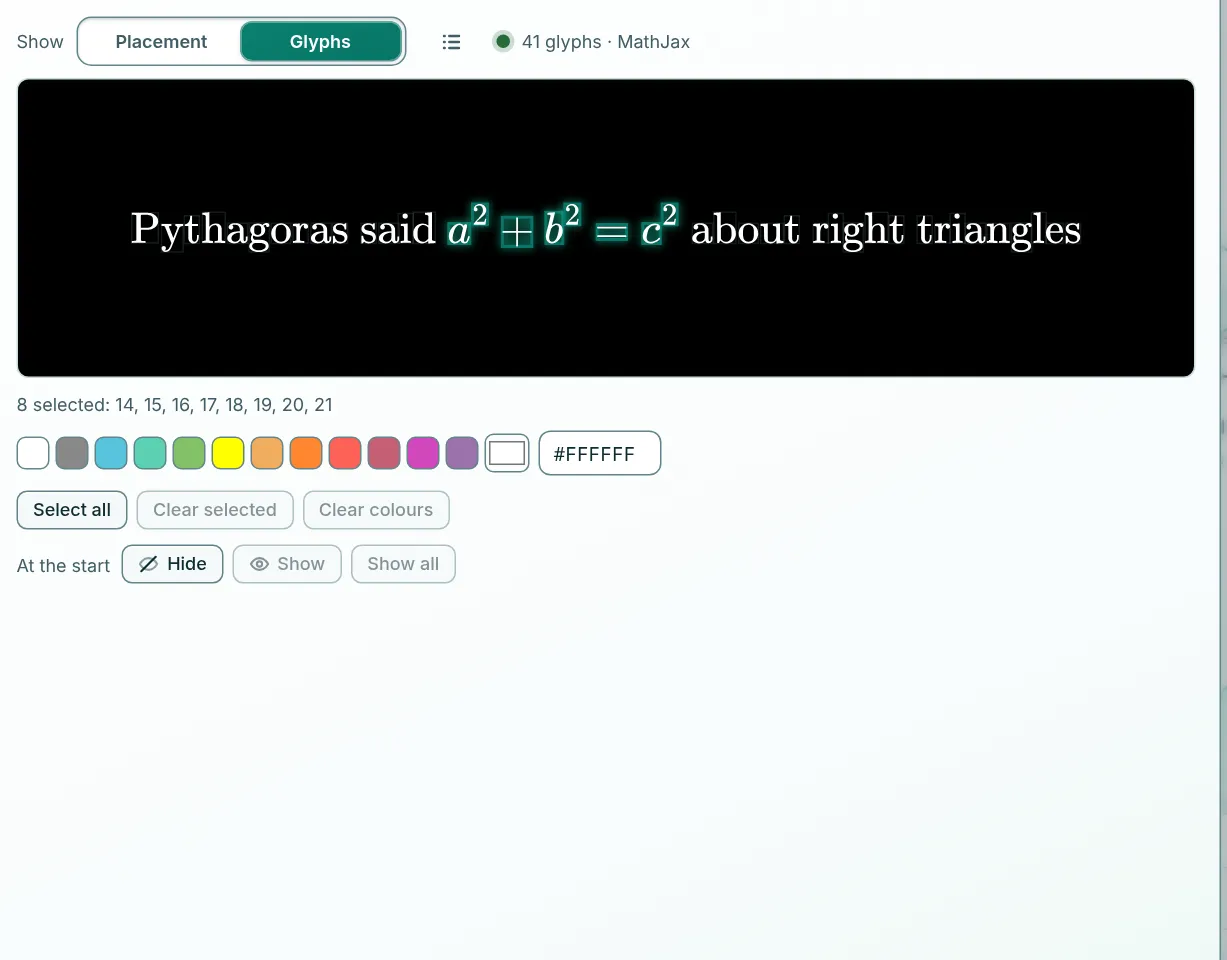 Show Placement Glyphs 41 glyphs · MathJax
Pythagoras said a² + b² = c² about right triangles
8 selected: 14, 15, 16, 17, 18, 19, 20, 21
#FFFFFF
Select all Clear selected Clear colours
At the start Hide Show Show all